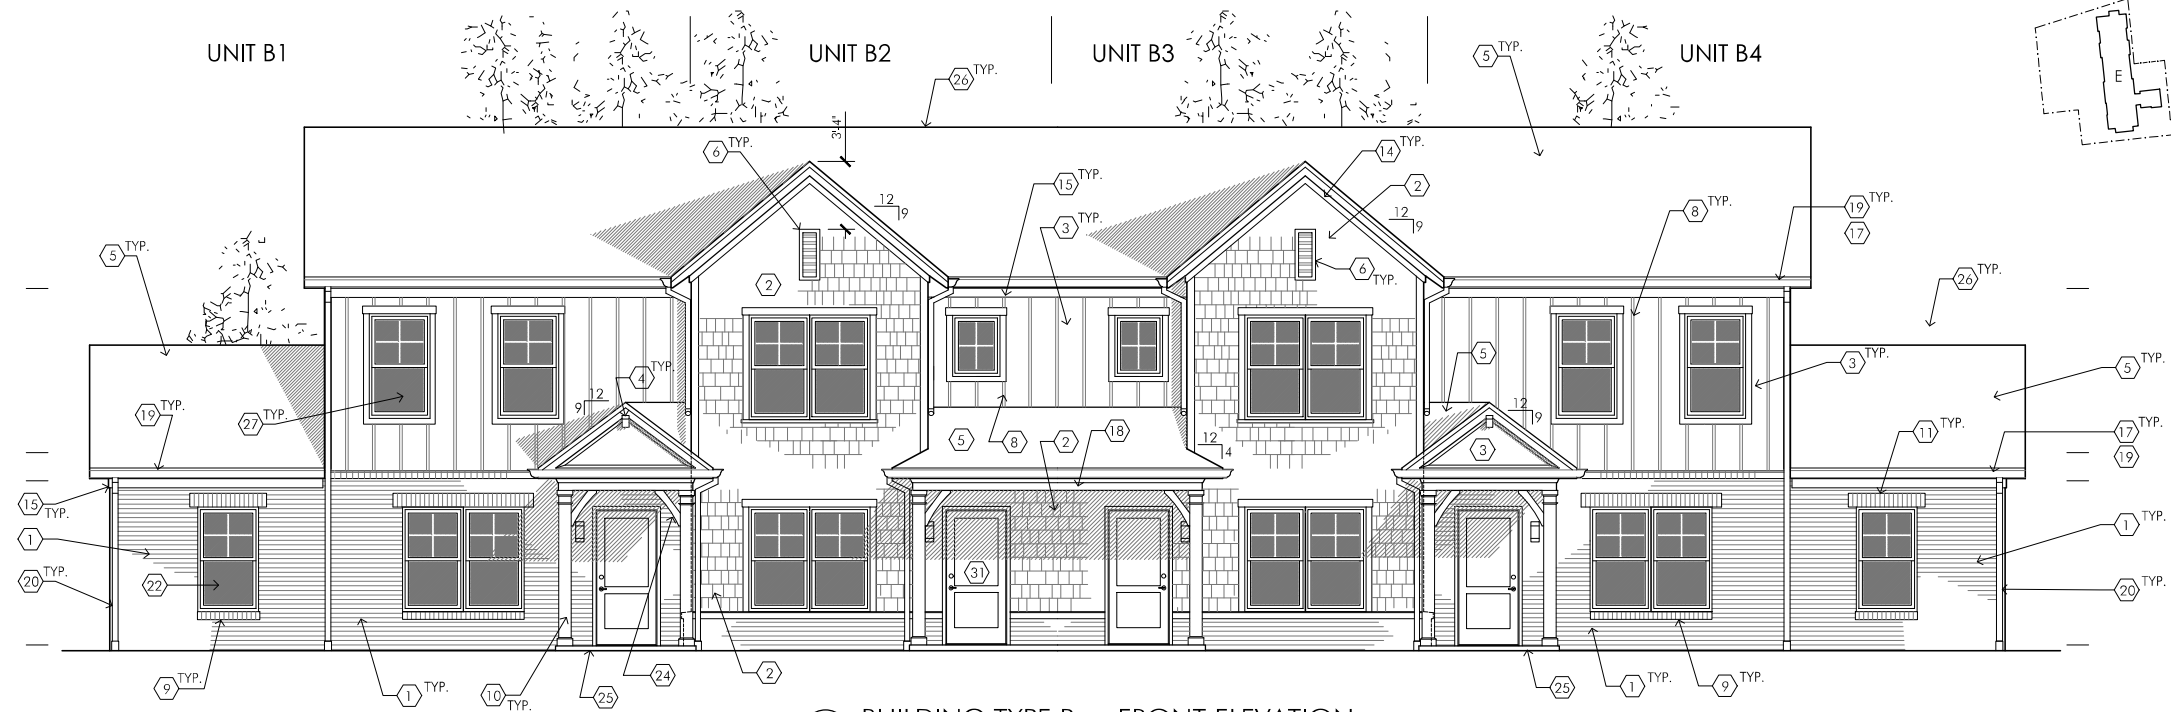 UNIT B1
UNIT B2
UNIT B3
UNIT B4
E
5 TYP.
26 TYP.
3'-4"
6 TYP.
14 TYP.
15 TYP.
2
12
9
12
9
3 TYP.
8 TYP.
19 TYP.
17
5 TYP.
6 TYP.
26 TYP.
2
5
4 TYP.
3 TYP.
5 TYP.
12
9
12
9
19 TYP.
27 TYP.
5
8
2
18
12
4
3
11 TYP.
17 TYP.
19
15 TYP.
1
1 TYP.
20 TYP.
22
31
20 TYP.
9 TYP.
1 TYP.
10 TYP.
25
24
2
25
1 TYP.
9 TYP.